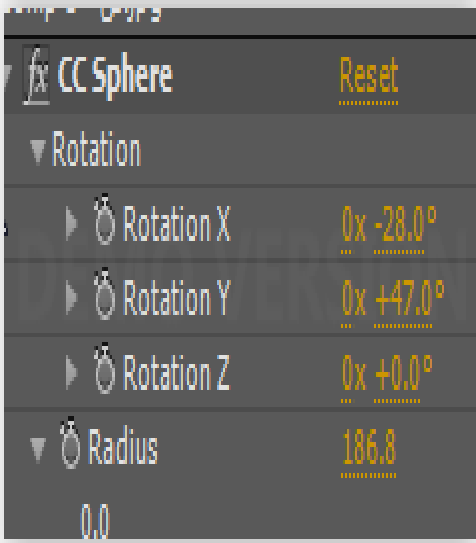 fx CC Sphere Reset
Rotation
Rotation X 0x -28.0°
Rotation Y 0x +47.0°
Rotation Z 0x +0.0°
Radius 186.8
0.0